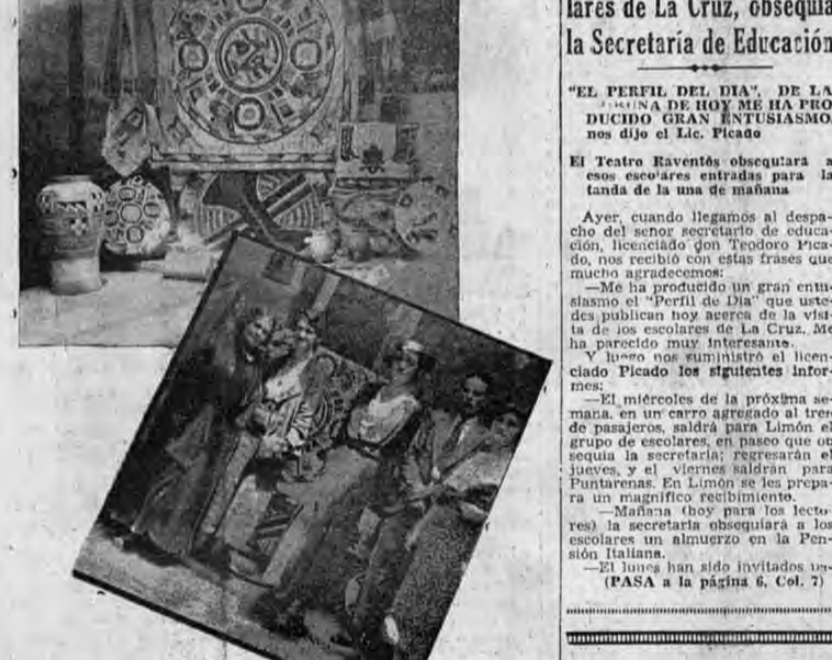 lares de La Cruz, obsequia
la Secretaría de Educación
"EL PERFIL DEL DIA", DE LA
DE HOY ME HA PRO
DUCIDO GRAN ENTUSIASMO,
nos dijo el Lic. Picado
El Teatro Raventós obsequiará a
esos escolares entradas para la
tanda de la una de mañana
Ayer, cuando llegamos al despa-
cho del señor secretario de educa-
ción, licenciado don Teodoro Pica-
do, nos recibió con estas frases que
mucho agradecemos:
—Me ha producido un gran entu-
siasmo el "Perfil de Día" que uste-
des publican hoy acerca de la visi-
ta de los escolares de La Cruz. Me
ha parecido muy interesante.
Y luego nos suministró el licen-
ciado Picado los siguientes infor-
mes:
—El miércoles de la próxima se-
mana, en un carro agregado al tren
de pasajeros, saldrá para Limón el
grupo de escolares, en paseo que ob
sequia la secretaría; regresarán el
jueves, y el viernes saldrán para
Puntarenas. En Limón se les prepa-
ra un magnífico recibimiento.
—Mañana (hoy para los lecto-
res) la secretaría obsequiará a los
escolares un almuerzo en la Pen-
sión Italiana.
—El lunes han sido invitados
(PASA a la página 6, Col. 7)